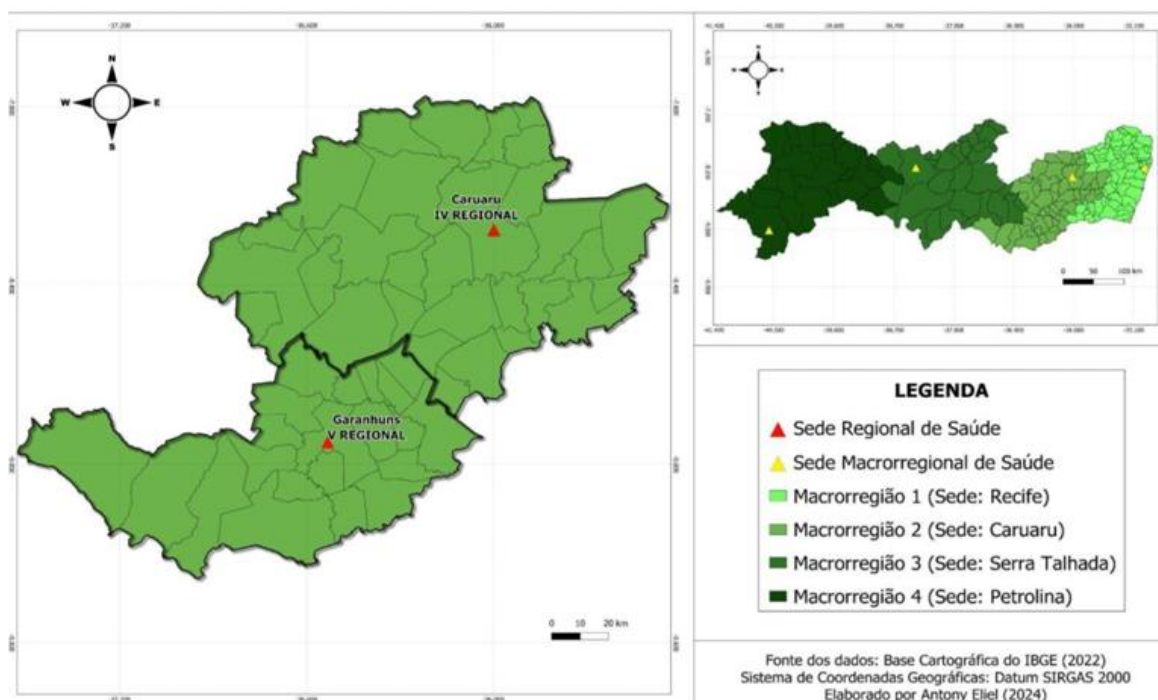 N
W
E
S
Caruaru
IV REGIONAL
Garanhuns
V REGIONAL
0 10 20 km
N
W
E
S
0 50 100 km
LEGENDA
Sede Regional de Saúde
Sede Macrorregional de Saúde
Macrorregião 1 (Sede: Recife)
Macrorregião 2 (Sede: Caruaru)
Macrorregião 3 (Sede: Serra Talhada)
Macrorregião 4 (Sede: Petrolina)
Fonte dos dados: Base Cartográfica do IBGE (2022)
Sistema de Coordenadas Geográficas: Datum SIRGAS 2000
Elaborado por Antony Eliel (2024)